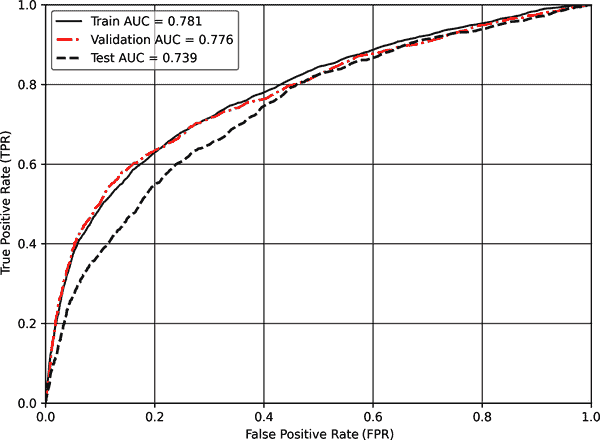 Train AUC = 0.781
Validation AUC = 0.776
Test AUC = 0.739
True Positive Rate (TPR)
1.0
0.8
0.6
0.4
0.2
0.0
0.0 0.2 0.4 0.6 0.8 1.0
False Positive Rate (FPR)